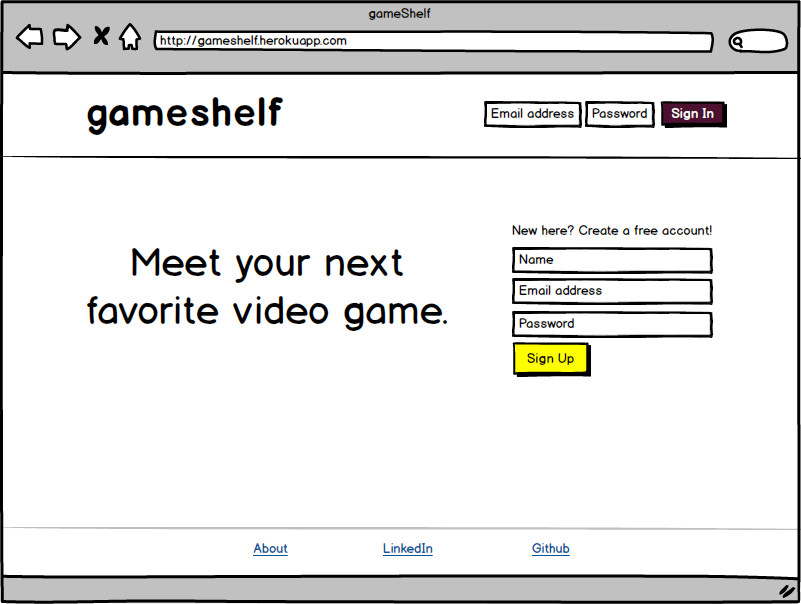 gameShelf
http://gameshelf.herokuapp.com
gameshelf
Email address
Password
Sign In
Meet your next
favorite video game.
New here? Create a free account!
Name
Email address
Password
Sign Up
About
LinkedIn
Github